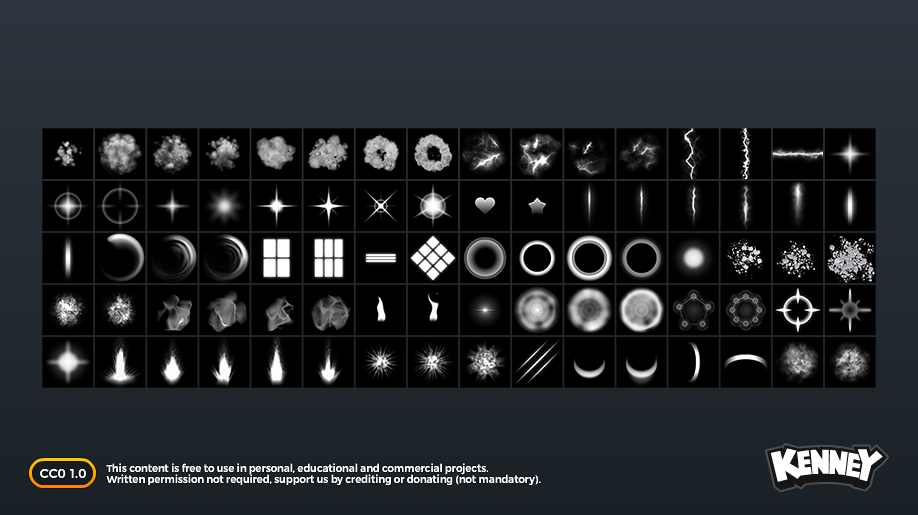 CC0 1.0
This content is free to use in personal, educational and commercial projects.
Written permission not required, support us by crediting or donating (not mandatory).
KENNEY